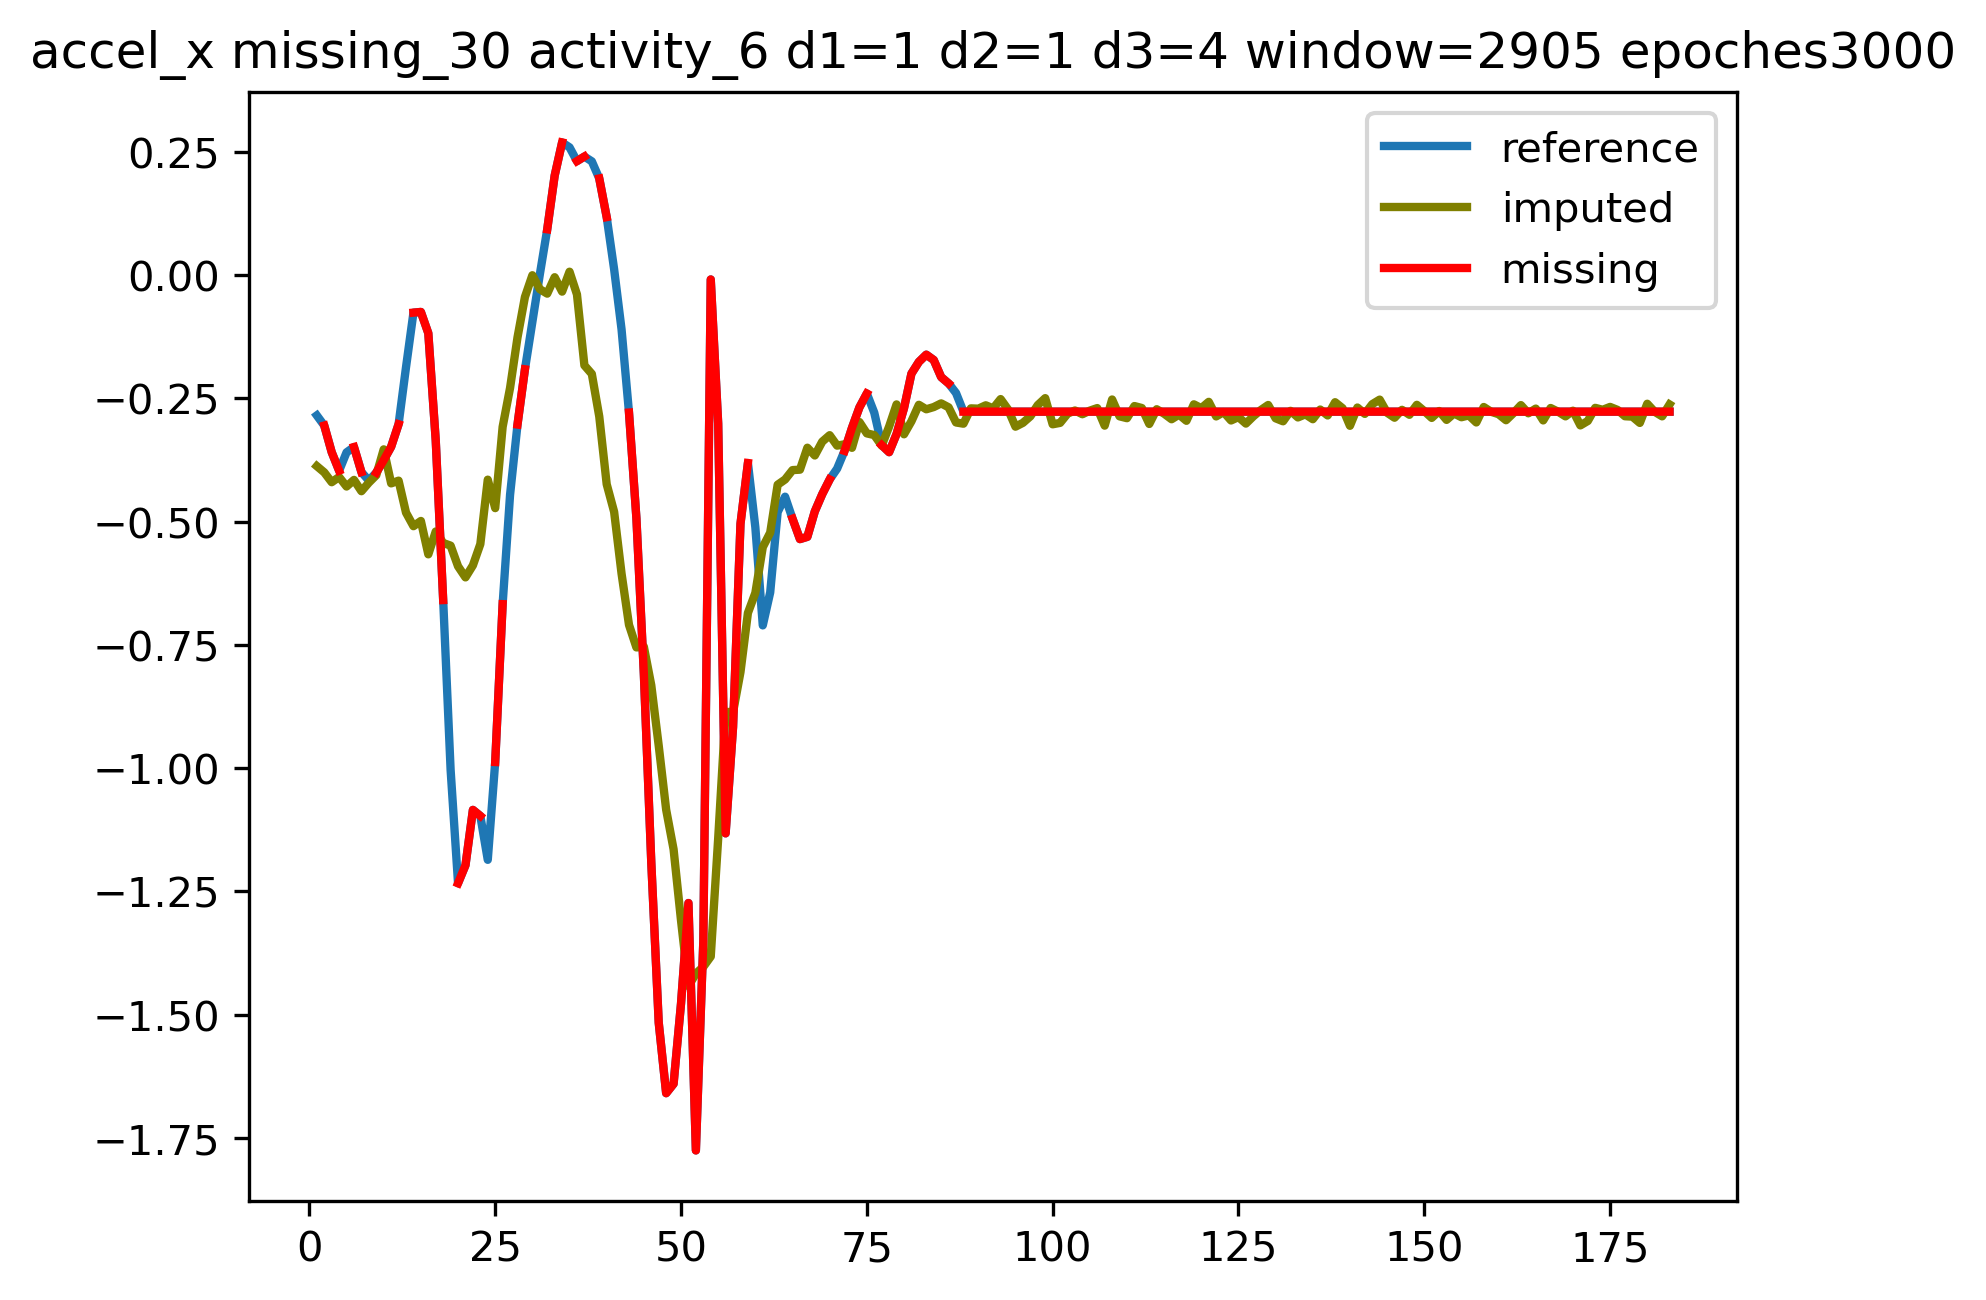 accel_x missing_30 activity_6 d1=1 d2=1 d3=4 window=2905 epoches3000
reference
imputed
missing
0.25
0.00
−0.25
−0.50
−0.75
−1.00
−1.25
−1.50
−1.75
0 25 50 75 100 125 150 175